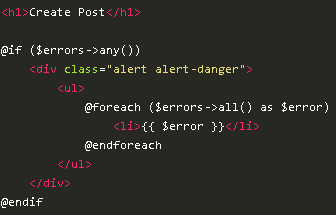 <h1>Create Post</h1>

@if ($errors->any())
    <div class="alert alert-danger">
        <ul>
            @foreach ($errors->all() as $error)
                <li>{{ $error }}</li>
            @endforeach
        </ul>
    </div>
@endif